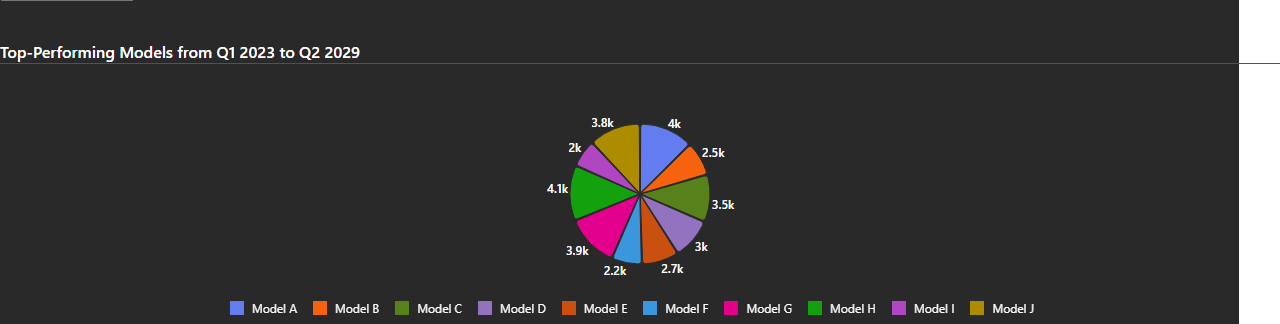 Top-Performing Models from Q1 2023 to Q2 2029
3.8k
4k
2k
2.5k
4.1k
3.5k
3.9k
3k
2.2k
2.7k
Model A
Model B
Model C
Model D
Model E
Model F
Model G
Model H
Model I
Model J